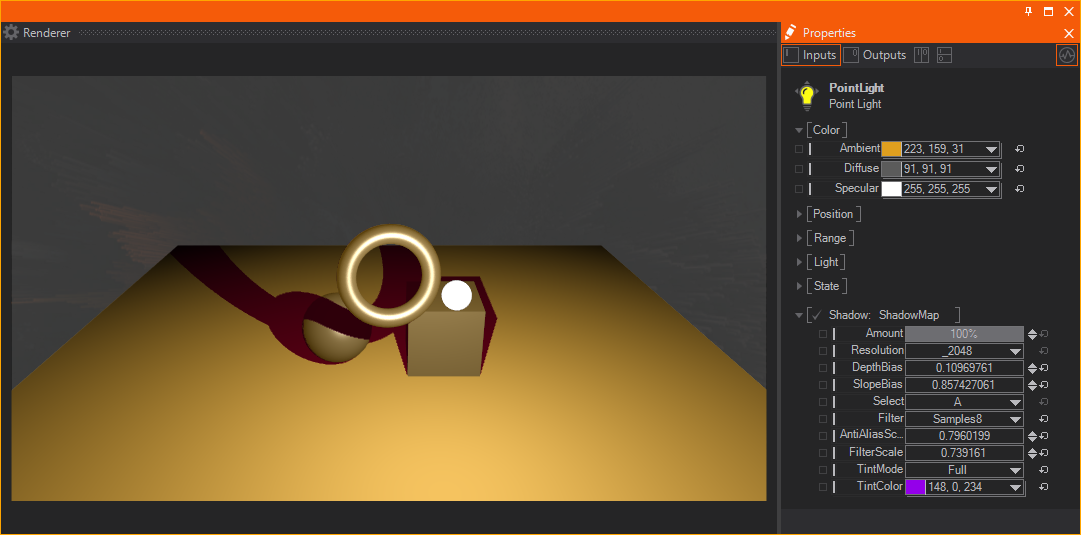 Renderer
Properties
Inputs
Outputs
PointLight
Point Light
Color
Ambient 223, 159, 31
Diffuse 91, 91, 91
Specular 255, 255, 255
Position
Range
Light
State
Shadow: ShadowMap
Amount 100%
Resolution _2048
DepthBias 0.10969761
SlopeBias 0.857427061
Select A
Filter Samples8
AntiAliasSc... 0.7960199
FilterScale 0.739161
TintMode Full
TintColor 148, 0, 234